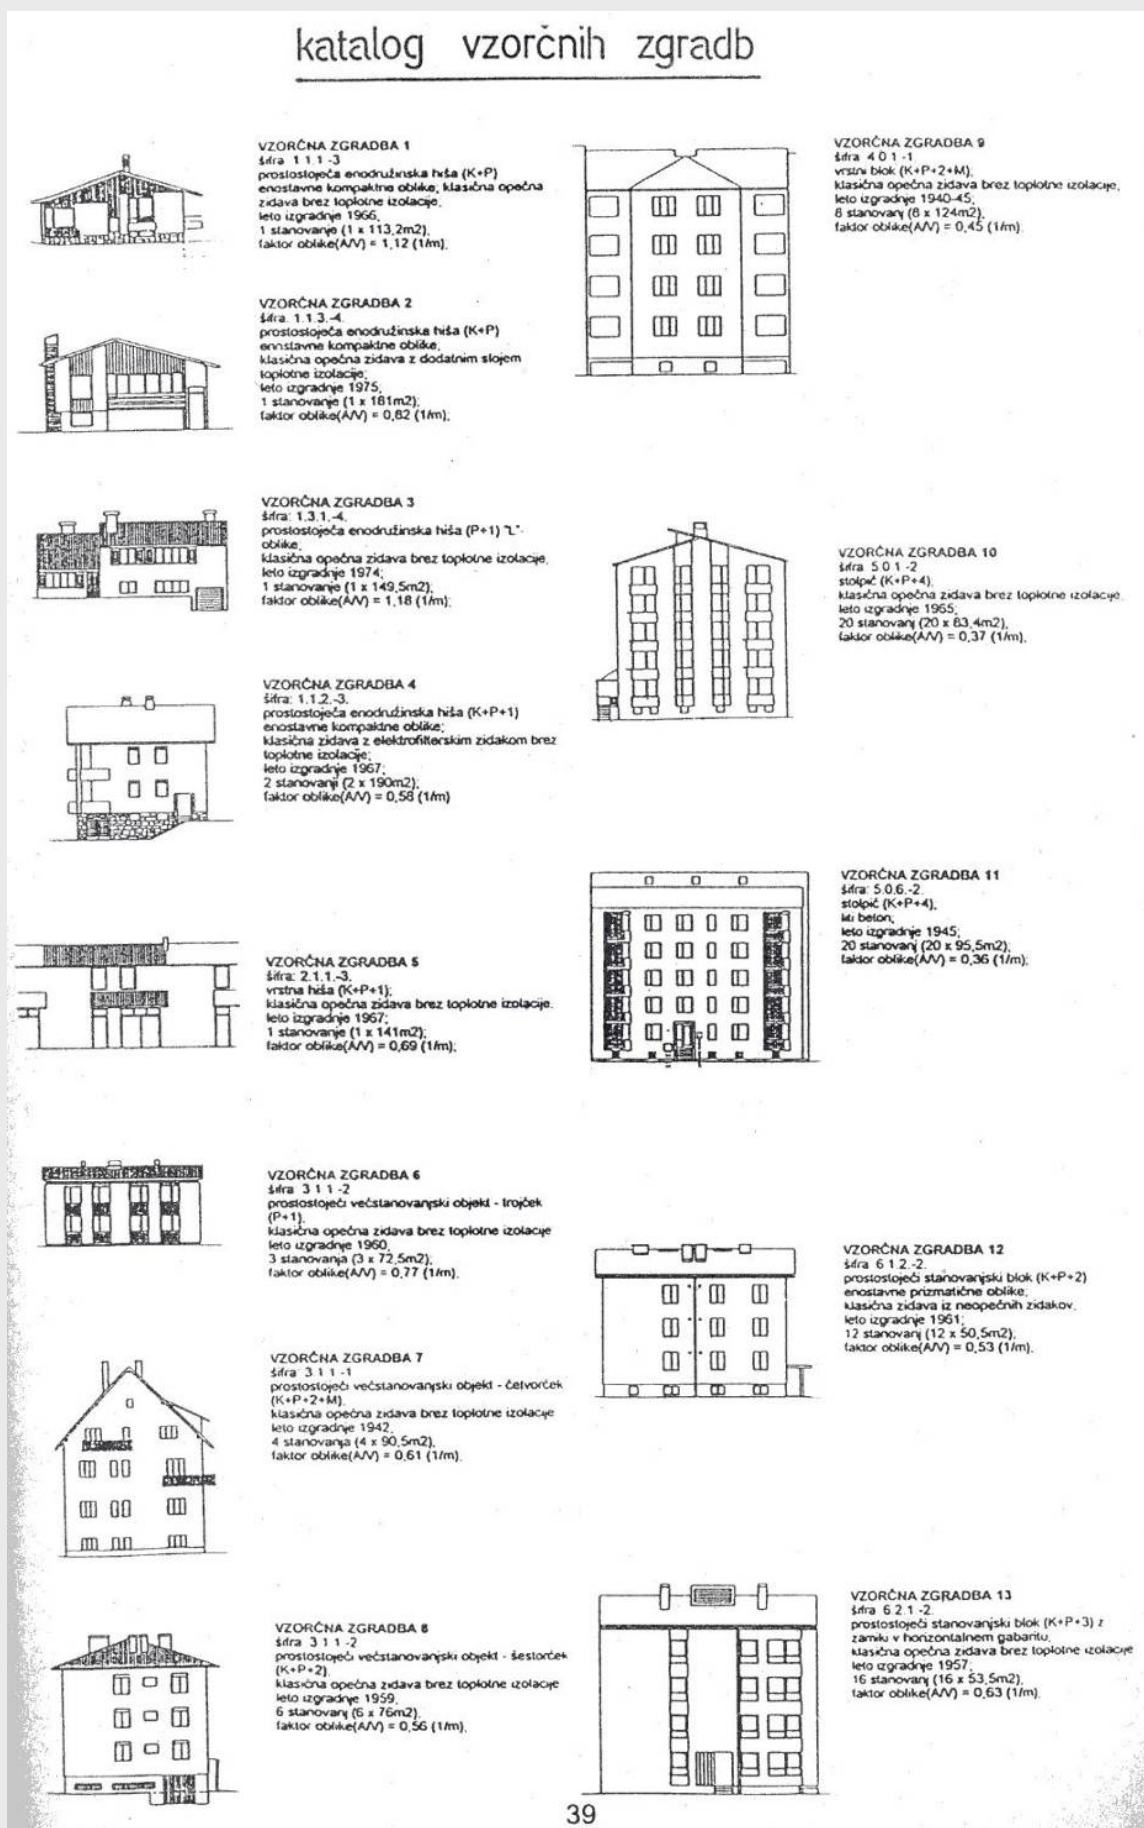 katalog vzorčnih zgradb
VZORČNA ZGRADBA 1
šifra 1 1 1 -3
prostostoječa enodružinska hiša (K+P)
enostavne kompaktne oblike, klasična opečna
zidava brez toplotne izolacije,
leto izgradnje 1966,
1 stanovanje (1 x 113,2m2),
faktor oblike(A/V) = 1,12 (1/m),
VZORČNA ZGRADBA 2
šifra. 1.1.3.-4.
prostostoječa enodružinska hiša (K+P)
ennstavne kompaktne oblike,
klasična opečna zidava z dodatnim slojem
toplotne izolacije;
leto izgradnje 1975,
1 stanovanje (1 x 181m2);
faktor oblike(A/V) = 0,82 (1/m);
VZORČNA ZGRADBA 3
šifra: 1.3.1.-4.
prostostoječa enodružinska hiša (P+1) "L"-
oblike,
klasična opečna zidava brez toplotne izolacije,
leto izgradnje 1974;
1 stanovanje (1 x 149,5m2);
faktor oblike(A/V) = 1,18 (1/m);
VZORČNA ZGRADBA 4
šifra: 1.1.2.-3.
prostostoječa enodružinska hiša (K+P+1)
enostavne kompaktne oblike;
klasična zidava z elektrofilterskim zidakom brez
toplotne izolacije;
leto izgradnje 1967;
2 stanovanji (2 x 190m2);
faktor oblike(A/V) = 0,58 (1/m)
VZORČNA ZGRADBA 5
šifra: 2.1.1.-3.
vrstna hiša (K+P+1);
klasična opečna zidava brez toplotne izolacije.
leto izgradnje 1967;
1 stanovanje (1 x 141m2);
faktor oblike(A/V) = 0,69 (1/m);
VZORČNA ZGRADBA 6
šifra 3 1 1 -2
prostostoječi večstanovanjski objekt - trojček
(P+1).
klasična opečna zidava brez toplotne izolacije
leto izgradnje 1960,
3 stanovanja (3 x 72,5m2);
faktor oblike(A/V) = 0,77 (1/m).
VZORČNA ZGRADBA 7
šifra 3 1 1 -1
prostostoječi večstanovanjski objekt - četvorček
(K+P+2+M).
klasična opečna zidava brez toplotne izolacije
leto izgradnje 1942,
4 stanovanja (4 x 90,5m2),
faktor oblike(A/V) = 0,61 (1/m).
VZORČNA ZGRADBA 8
šifra 3 1 1 -2
prostostoječi večstanovanjski objekt - šestorček
(K+P+2)
klasična opečna zidava brez toplotne izolacije
leto izgradnje 1959,
6 stanovanj (6 x 76m2),
faktor oblike(A/V) = 0,56 (1/m),
VZORČNA ZGRADBA 9
šifra 4 0 1 -1
vrstni blok (K+P+2+M);
klasična opečna zidava brez toplotne izolacije,
leto izgradnje 1940-45;
8 stanovanj (8 x 124m2),
faktor oblike(A/V) = 0,45 (1/m).
VZORČNA ZGRADBA 10
šifra 5 0 1 -2
stolpič (K+P+4);
klasična opečna zidava brez toplotne izolacije,
leto izgradnje 1965;
20 stanovanj (20 x 83,4m2),
faktor oblike(A/V) = 0,37 (1/m),
VZORČNA ZGRADBA 11
šifra: 5.0.6.-2.
stolpič (K+P+4),
liti beton;
leto izgradnje 1945;
20 stanovanj (20 x 95,5m2);
faktor oblike(A/V) = 0,36 (1/m);
VZORČNA ZGRADBA 12
šifra 6 1 2.-2.
prostostoječi stanovanjski blok (K+P+2)
enostavne prizmatične oblike;
klasična zidava iz neopečnih zidakov,
leto izgradnje 1961;
12 stanovanj (12 x 50,5m2),
faktor oblike(A/V) = 0,53 (1/m).
VZORČNA ZGRADBA 13
šifra 6 2 1 -2.
prostostoječi stanovanjski blok (K+P+3) z
zamiki v horizontalnem gabaritu,
klasična opečna zidava brez toplotne izolacije
leto izgradnje 1957;
16 stanovanj (16 x 53,5m2),
faktor oblike(A/V) = 0,63 (1/m).
39